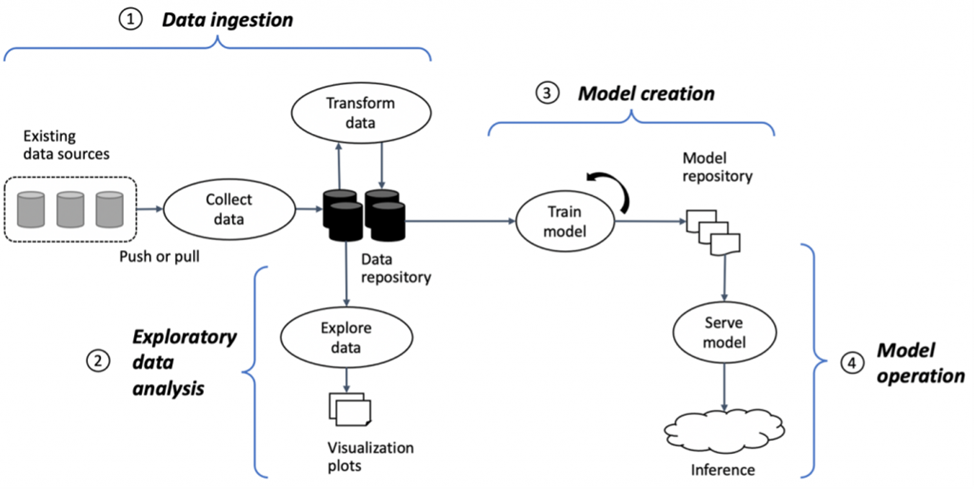 ① Data ingestion
Transform
data
③ Model creation
Existing
data sources
Model
repository
Collect
data
Train
model
Push or pull
Data
repository
② Exploratory
data
analysis
Explore
data
Serve
model
④ Model
operation
Visualization
plots
Inference